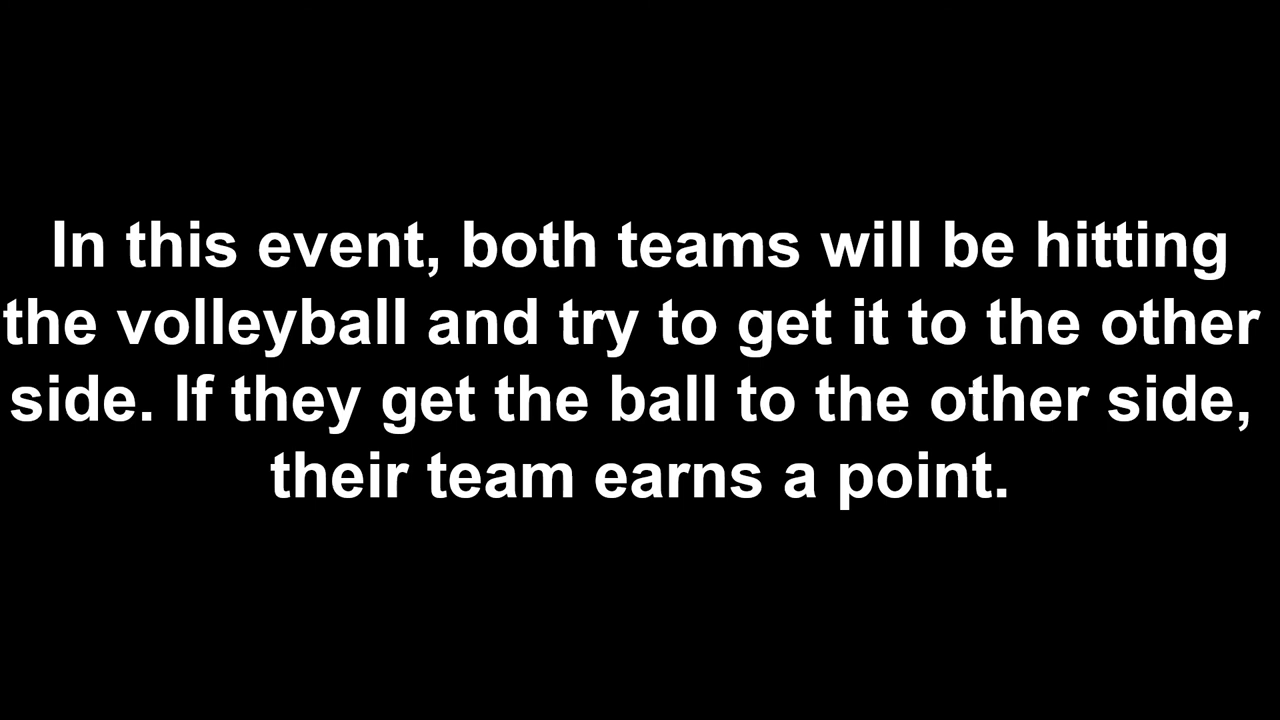 In this event, both teams will be hitting
the volleyball and try to get it to the other
side. If they get the ball to the other side,
their team earns a point.